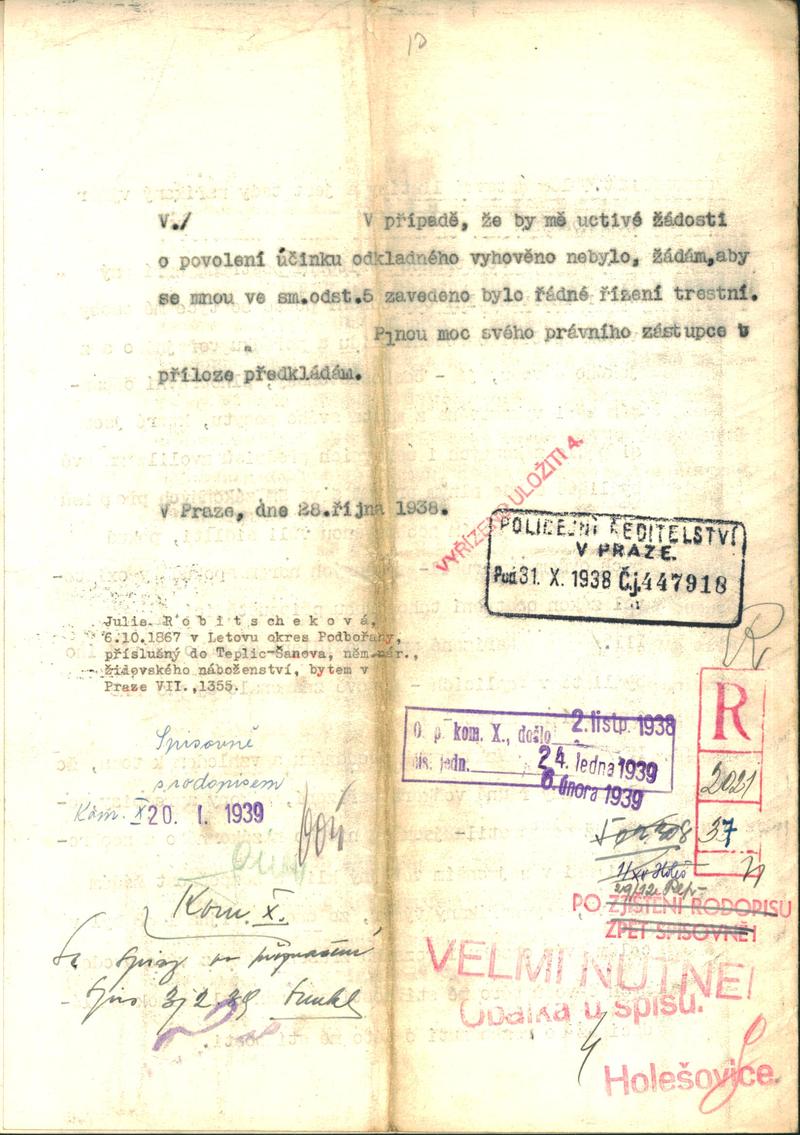 V./ V případě, že by mé uctivé žádosti
o povolení účinku odkladného vyhověno nebylo, žádám,aby
se mnou ve sm.odst.5 zavedeno bylo řádné řízení trestní.
Plnou moc svého právního zástupce v
příloze předkládám.
V Praze, dne 28.října 1938.
VYŘÍZENO ULOŽITI 4.
POLICEJNÍ ŘEDITELSTVÍ
V PRAZE.
Pod 31. X. 1938 Čj. 447918
Julis. Robitscheková,
6.10.1867 v Letovu okres Podbořany,
příslušný do Teplic-Šanova, něm.nár.,
židovského náboženství, bytem v
Praze VII.,1355.
R
R
2021
37
O. p. kom. X., došlo 2. listp. 1938
čís. jedn. 24. ledna 1939
6. února 1939
Spisovně
s rodopisem
Kom. X 20. I. 1939
Kom. X.
PO ZJIŠTĚNÍ RODOPISU
ZPĚT SPISOVNĚ!
VELMI NUTNÉ!
Obálka u spisu.
Holešovice.